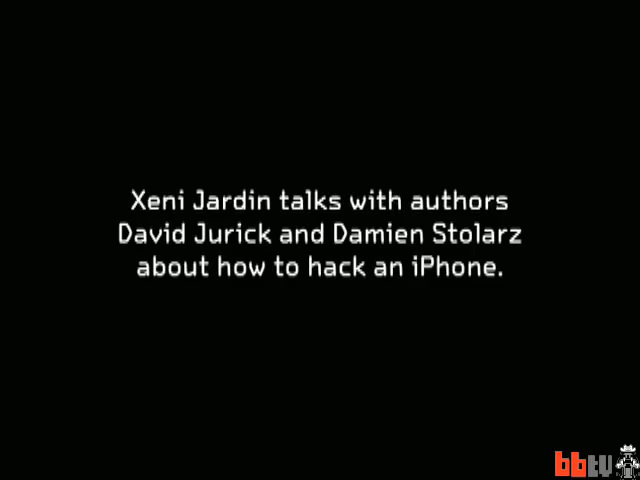 Xeni Jardin talks with authors
David Jurick and Damien Stolarz
about how to hack an iPhone.
bbtv